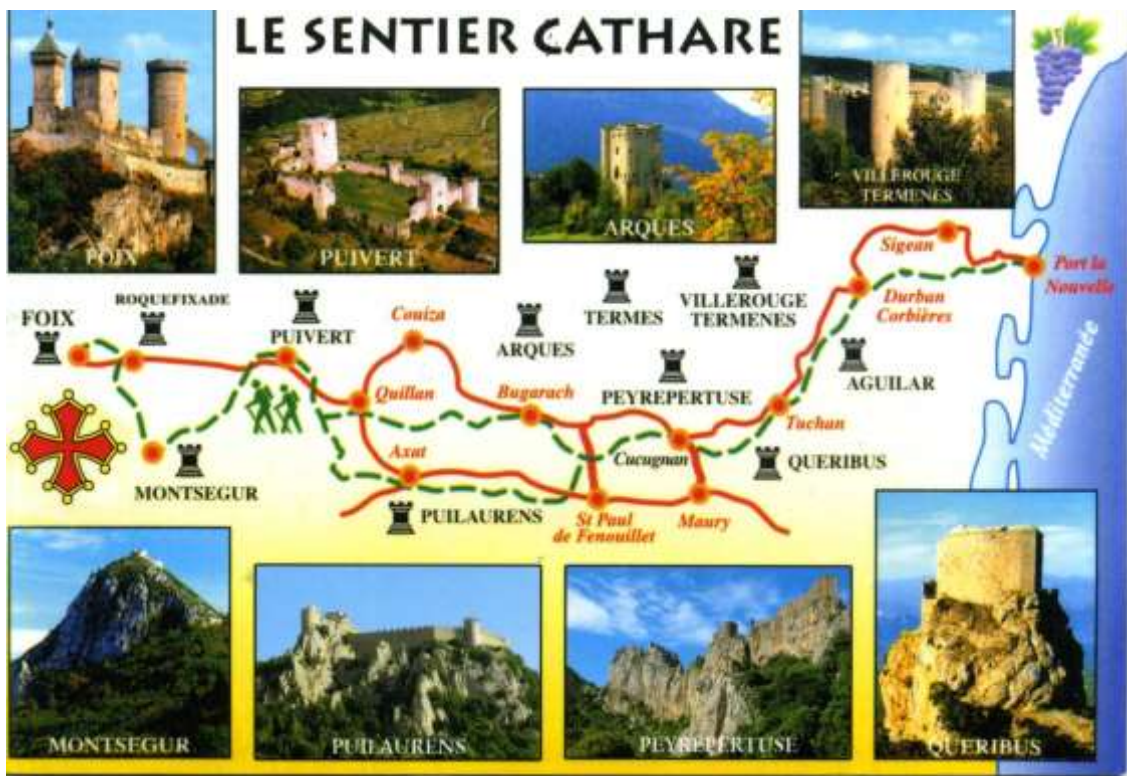 LE SENTIER CATHARE
FOIX
PUIVERT
ARQUES
VILLEROUGE
TERMENES
Sigean
Port la
Nouvelle
Durban
Corbières
VILLEROUGE
TERMENES
TERMES
ARQUES
Couiza
PUIVERT
ROQUEFIXADE
FOIX
AGUILAR
PEYREPERTUSE
Bugarach
Quillan
Tuchan
Cucugnan
QUERIBUS
Axat
MONTSEGUR
PUILAURENS
St Paul
de Fenouillet
Maury
Méditerranée
MONTSEGUR
PUILAURENS
PEYREPERTUSE
QUERIBUS